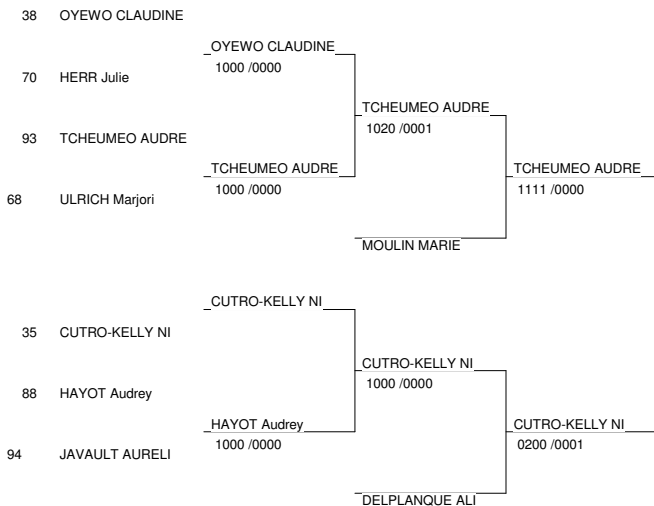 38 OYEWO CLAUDINE
OYEWO CLAUDINE
1000 /0000
70 HERR Julie
TCHEUMEO AUDRE
1020 /0001
93 TCHEUMEO AUDRE
TCHEUMEO AUDRE
1000 /0000
TCHEUMEO AUDRE
1111 /0000
68 ULRICH Marjori
MOULIN MARIE
CUTRO-KELLY NI
35 CUTRO-KELLY NI
CUTRO-KELLY NI
1000 /0000
88 HAYOT Audrey
HAYOT Audrey
1000 /0000
CUTRO-KELLY NI
0200 /0001
94 JAVAULT AURELI
DELPLANQUE ALI